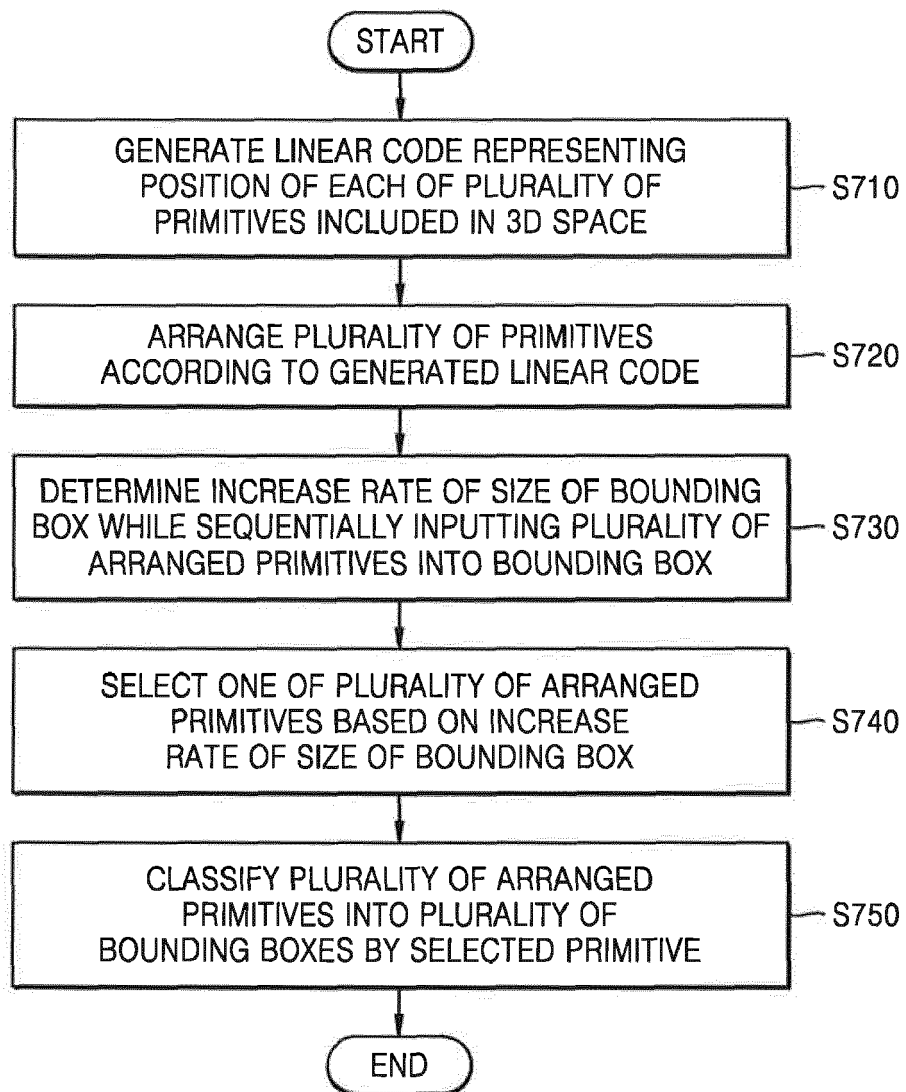 START
GENERATE LINEAR CODE REPRESENTING
POSITION OF EACH OF PLURALITY OF
PRIMITIVES INCLUDED IN 3D SPACE
S710
ARRANGE PLURALITY OF PRIMITIVES
ACCORDING TO GENERATED LINEAR CODE
S720
DETERMINE INCREASE RATE OF SIZE OF BOUNDING
BOX WHILE SEQUENTIALLY INPUTTING PLURALITY OF
ARRANGED PRIMITIVES INTO BOUNDING BOX
S730
SELECT ONE OF PLURALITY OF ARRANGED
PRIMITIVES BASED ON INCREASE
RATE OF SIZE OF BOUNDING BOX
S740
CLASSIFY PLURALITY OF ARRANGED
PRIMITIVES INTO PLURALITY OF
BOUNDING BOXES BY SELECTED PRIMITIVE
S750
END